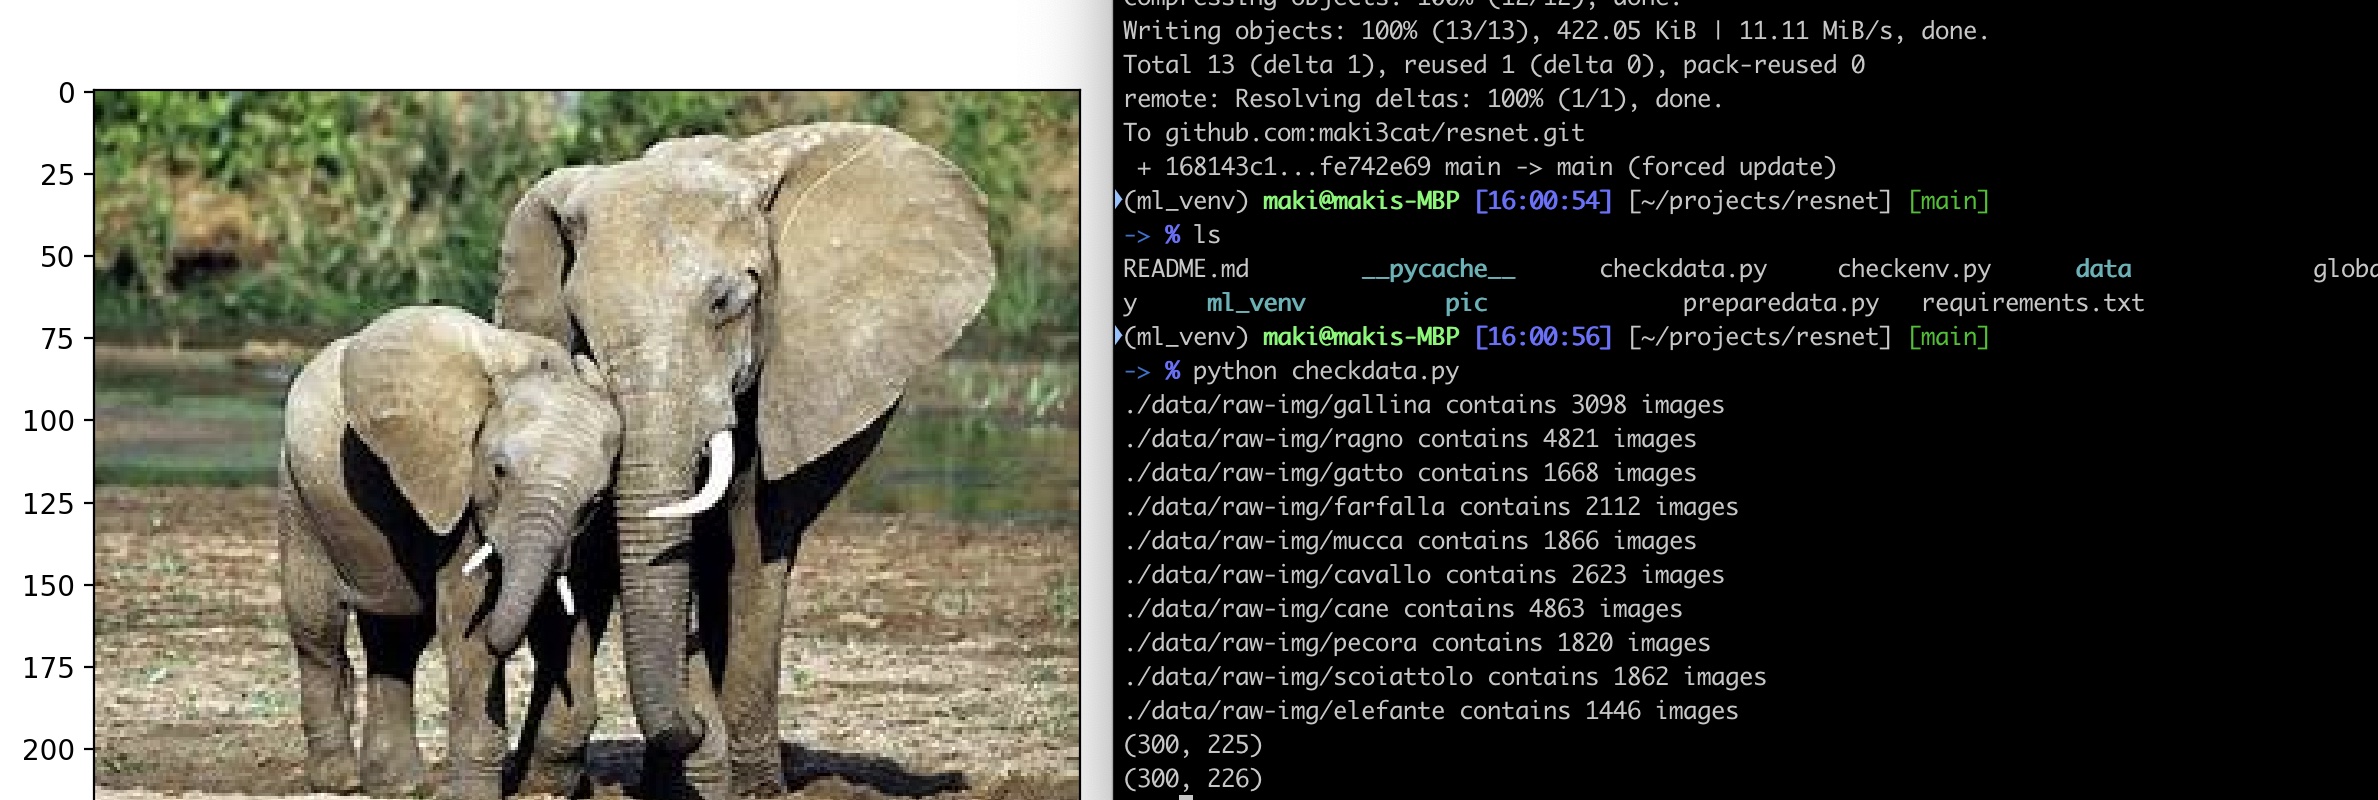 0
25
50
75
100
125
150
175
200
Compressing objects: 100% (12/12), done.
Writing objects: 100% (13/13), 422.05 KiB | 11.11 MiB/s, done.
Total 13 (delta 1), reused 1 (delta 0), pack-reused 0
remote: Resolving deltas: 100% (1/1), done.
To github.com:maki3cat/resnet.git
+ 168143c1...fe742e69 main -> main (forced update)
(ml_venv) maki@makis-MBP [16:00:54] [~/projects/resnet] [main]
-> % ls
README.md __pycache__ checkdata.py checkenv.py data globa
y ml_venv pic preparedata.py requirements.txt
(ml_venv) maki@makis-MBP [16:00:56] [~/projects/resnet] [main]
-> % python checkdata.py
./data/raw-img/gallina contains 3098 images
./data/raw-img/ragno contains 4821 images
./data/raw-img/gatto contains 1668 images
./data/raw-img/farfalla contains 2112 images
./data/raw-img/mucca contains 1866 images
./data/raw-img/cavallo contains 2623 images
./data/raw-img/cane contains 4863 images
./data/raw-img/pecora contains 1820 images
./data/raw-img/scoiattolo contains 1862 images
./data/raw-img/elefante contains 1446 images
(300, 225)
(300, 226)